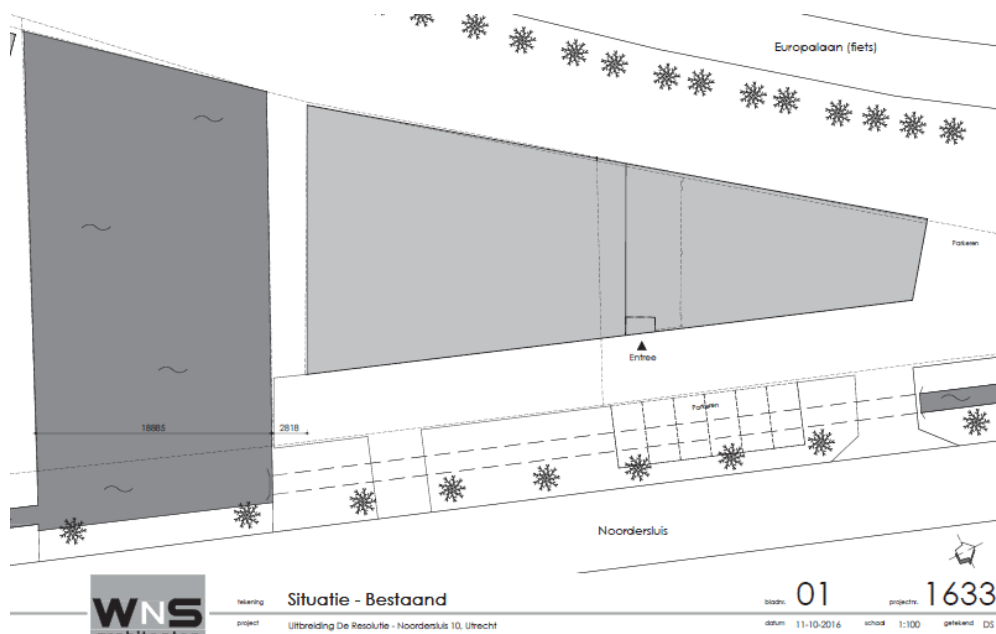 Europalaan (fiets)
Parkeren
Entree
Parkeren
18885
2818
Noordersluis
WNS
architecten
tekening
Situatie - Bestaand
bladnr.
01
projectnr.
1633
project
Uitbreiding De Resolutie - Noordersluis 10, Utrecht
datum
11-10-2016
schaal
1:100
getekend
DS